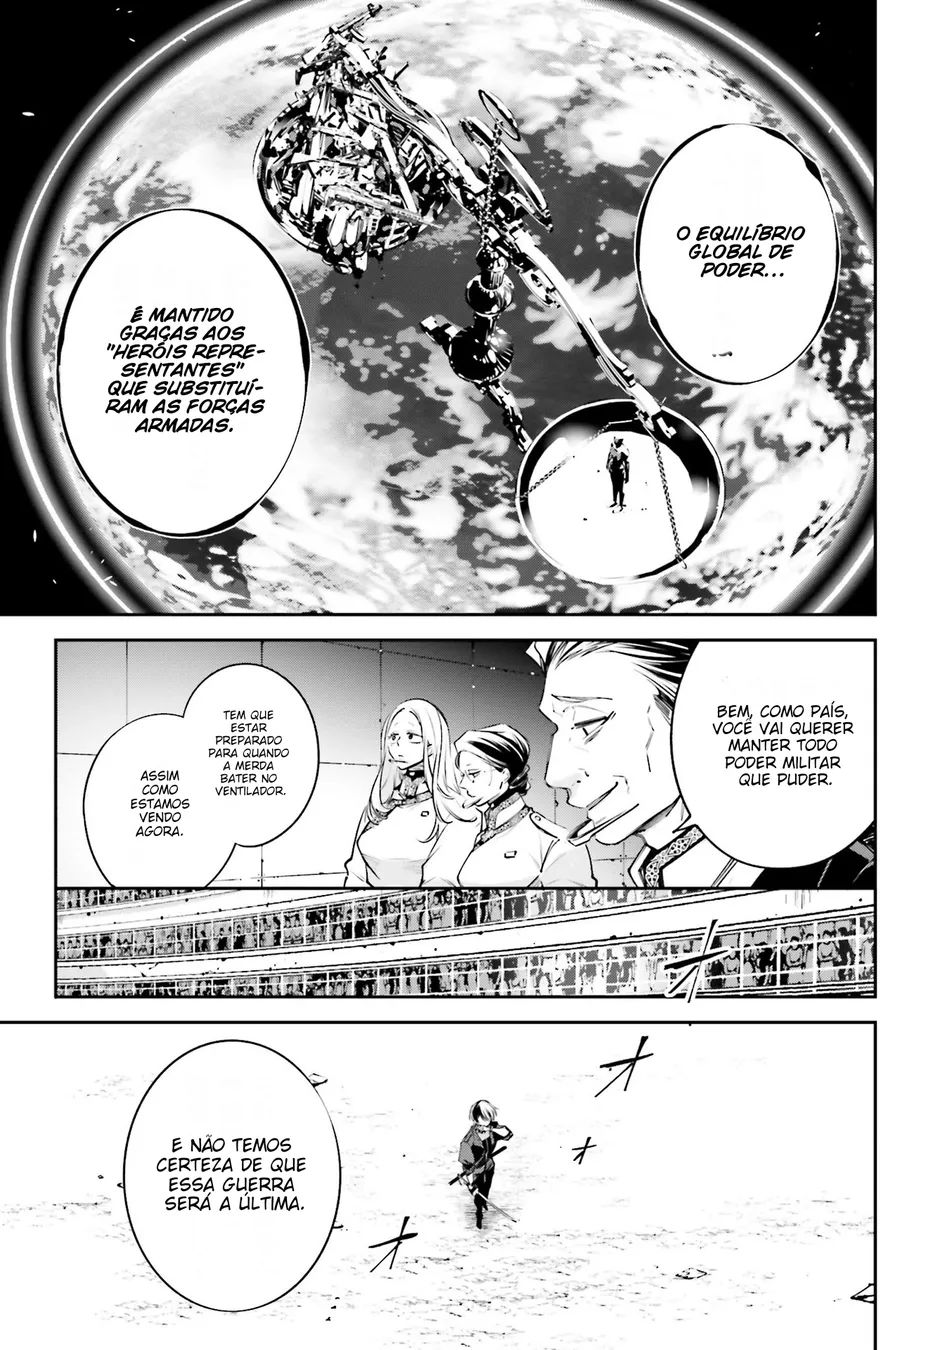 O EQUILÍBRIO
GLOBAL DE
PODER...
É MANTIDO
GRAÇAS AOS
"HERÓIS REPRE-
SENTANTES"
QUE SUBSTITUÍ-
RAM AS FORÇAS
ARMADAS.
BEM, COMO PAÍS,
VOCÊ VAI QUERER
MANTER TODO
PODER MILITAR
QUE PUDER.
TEM QUE
ESTAR
PREPARADO
PARA QUANDO
A MERDA
BATER NO
VENTILADOR.
ASSIM
COMO
ESTAMOS
VENDO
AGORA.
E NÃO TEMOS
CERTEZA DE QUE
ESSA GUERRA
SERÁ A ÚLTIMA.